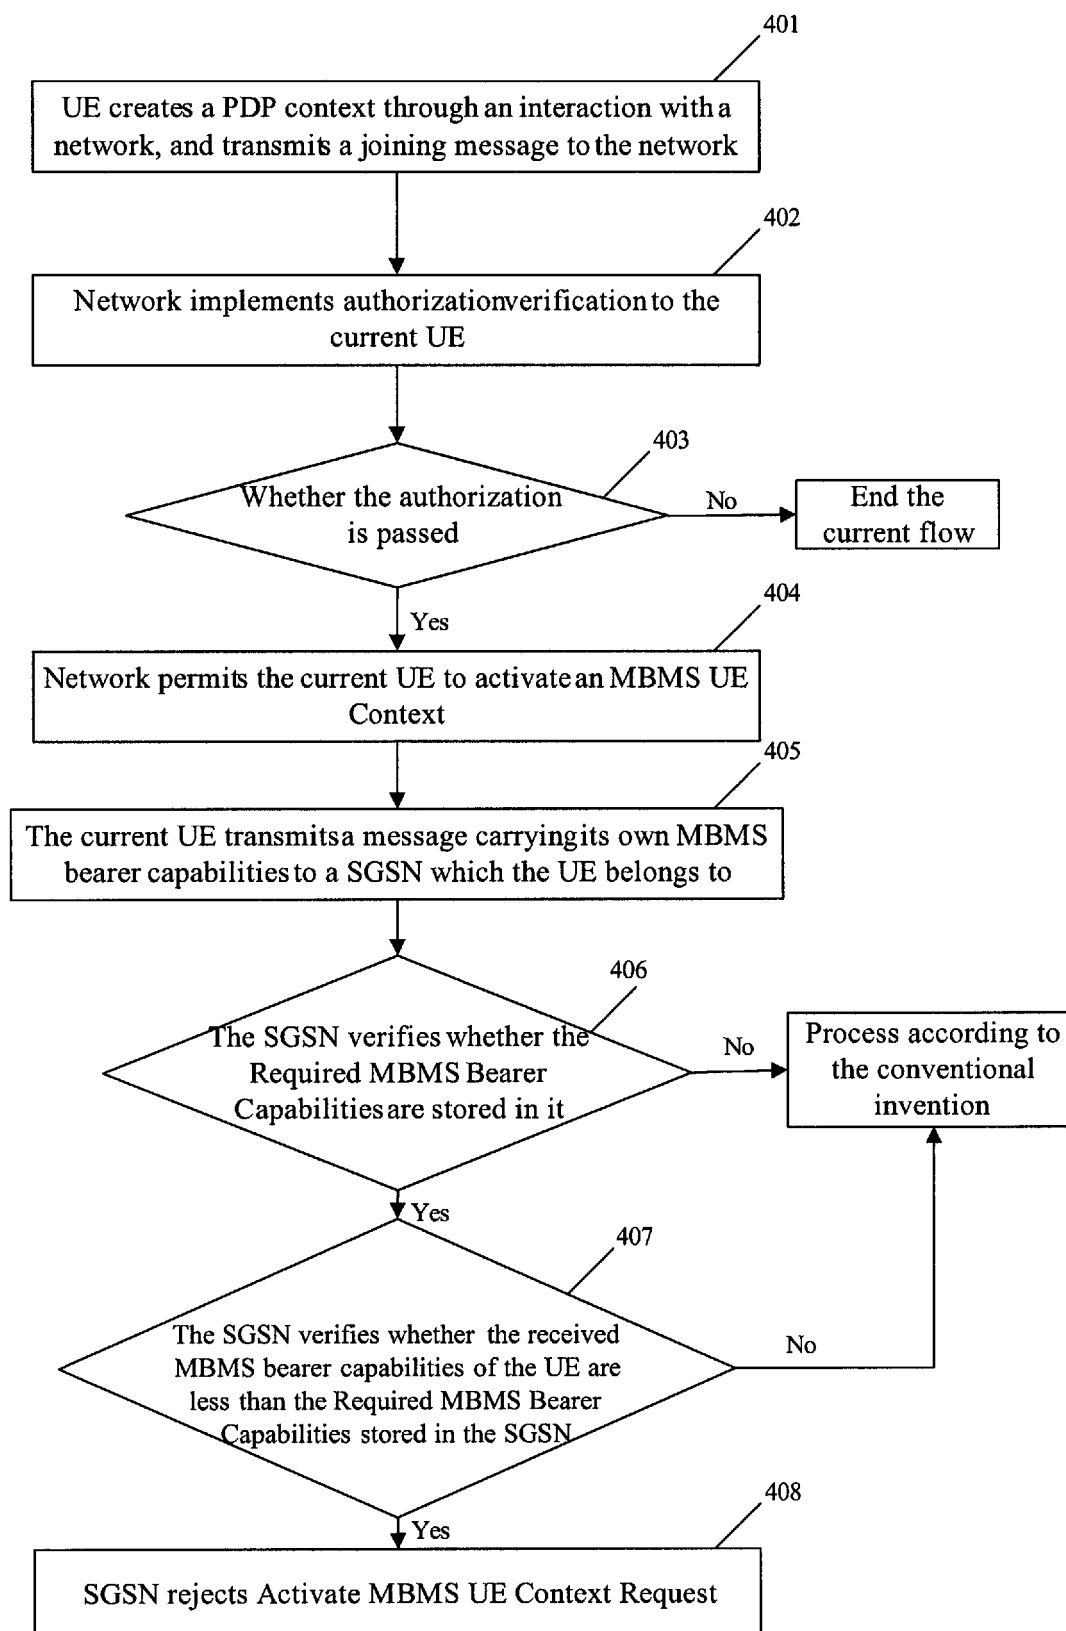 401
UE creates a PDP context through an interaction with a
network, and transmits a joining message to the network
402
Network implements authorization verification to the
current UE
403
Whether the authorization
is passed
No
End the
current flow
Yes
404
Network permits the current UE to activate an MBMS UE
Context
405
The current UE transmits a message carrying its own MBMS
bearer capabilities to a SGSN which the UE belongs to
406
The SGSN verifies whether the
Required MBMS Bearer
Capabilities are stored in it
No
Process according to
the conventional
invention
Yes
407
The SGSN verifies whether the received
MBMS bearer capabilities of the UE are
less than the Required MBMS Bearer
Capabilities stored in the SGSN
No
Yes
408
SGSN rejects Activate MBMS UE Context Request